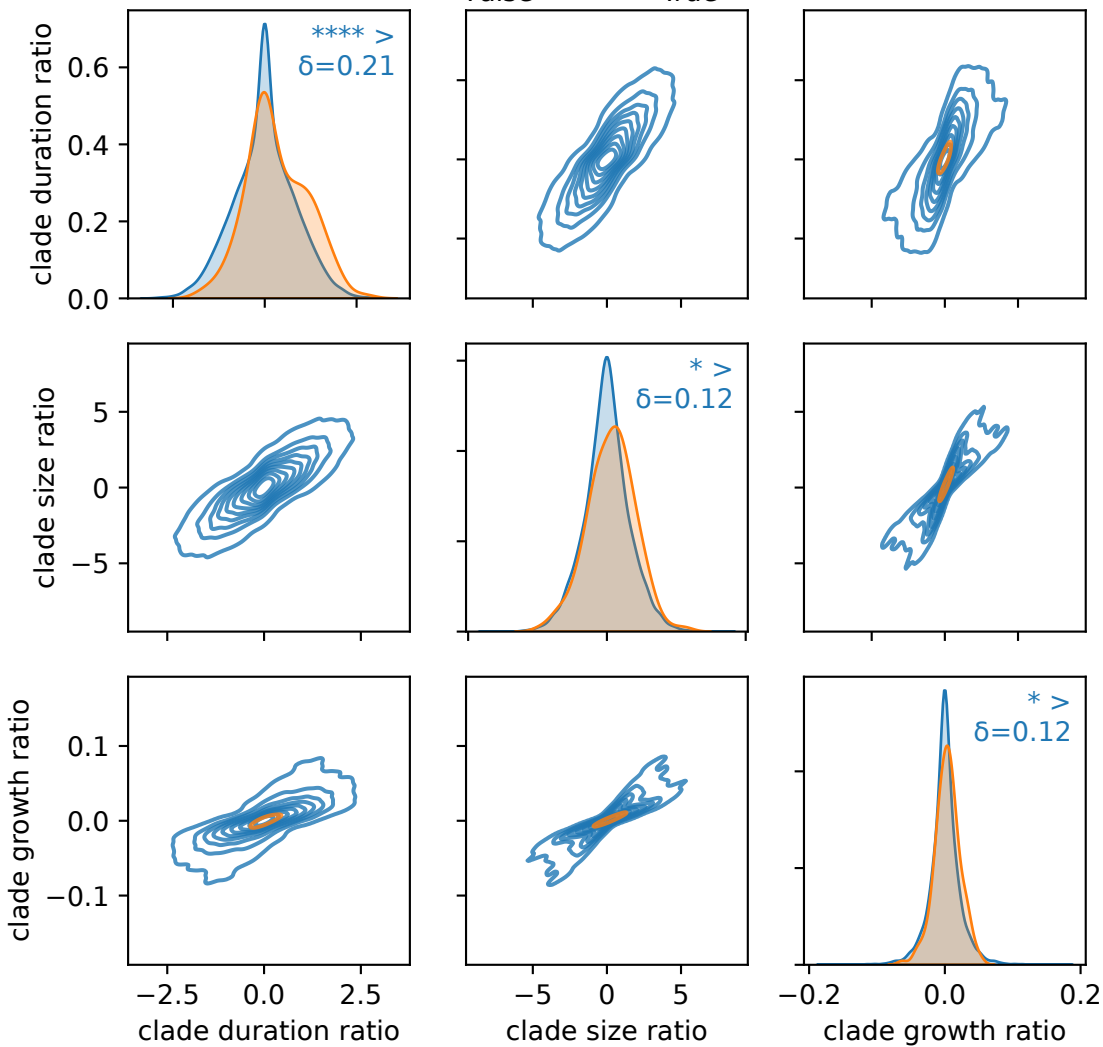 **** >
δ=0.21
clade duration ratio
0.6
0.4
0.2
0.0
* >
δ=0.12
clade size ratio
5
0
−5
* >
δ=0.12
clade growth ratio
0.1
0.0
−0.1
−2.5 0.0 2.5
−5 0 5
−0.2 0.0 0.2
clade duration ratio
clade size ratio
clade growth ratio